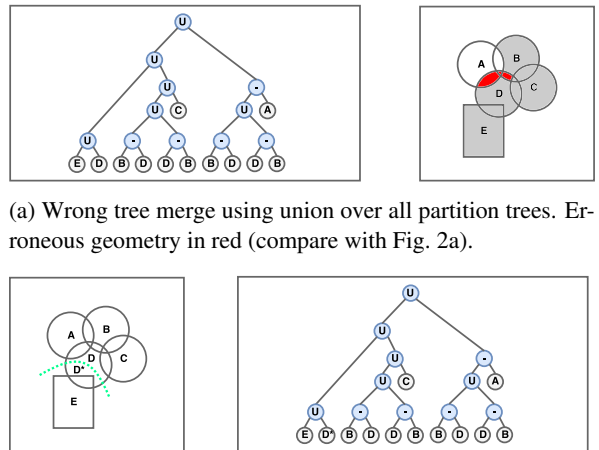 U
U
U -
U C U A
U - - - -
E D B D D B B D D B
A B
D C
E
(a) Wrong tree merge using union over all partition trees. Er-
roneous geometry in red (compare with Fig. 2a).
A B
D C
D*
E
U
U
U -
U C U A
U - - - -
E D* B D D B B D D B